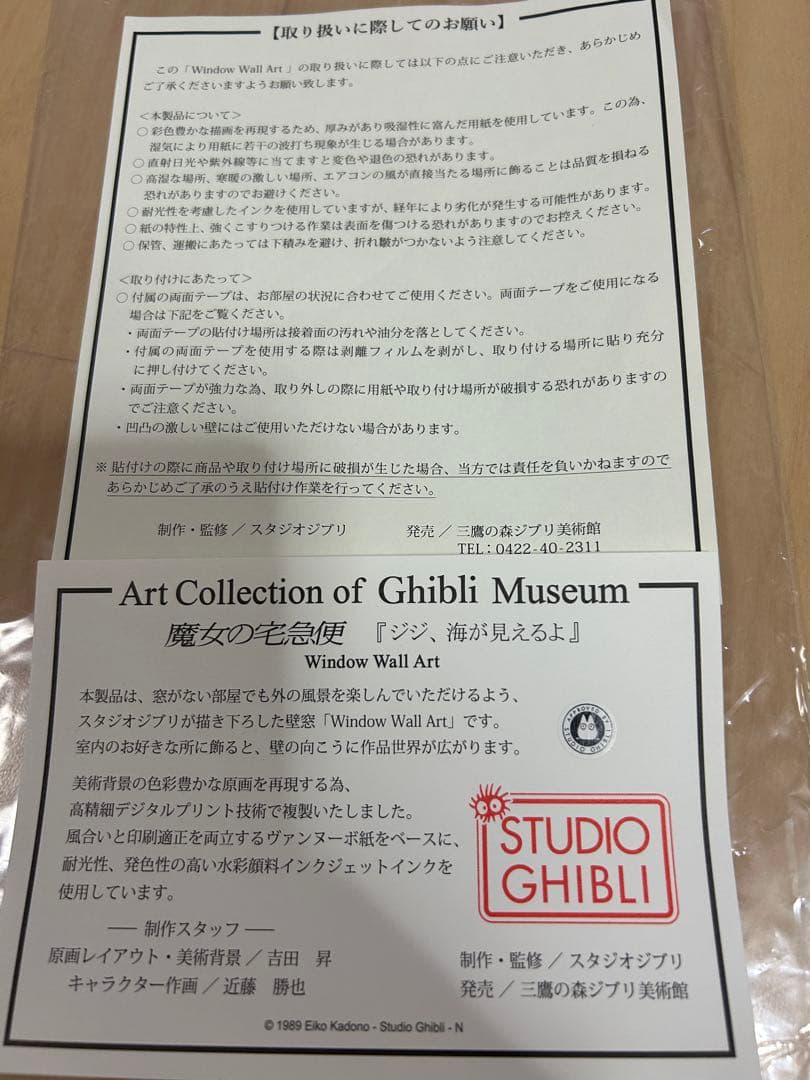 【取り扱いに際してのお願い】
この「Window Wall Art 」の取り扱いに際しては以下の点にご注意いただき、あらかじめ
ご了承くださいますようお願い致します。
＜本製品について＞
○ 彩色豊かな描画を再現するため、厚みがあり吸湿性に富んだ用紙を使用しています。この為、
湿気により用紙に若干の波打ち現象が生じる場合があります。
○ 直射日光や紫外線等に当てますと変色や退色の恐れがあります。
○ 高湿な場所、寒暖の激しい場所、エアコンの風が直接当たる場所に飾ることは品質を損ねる
恐れがありますのでお避けください。
○ 耐光性を考慮したインクを使用していますが、経年により劣化が発生する可能性があります。
○ 紙の特性上、強くこすりつける作業は表面を傷つける恐れがありますのでお控えください。
○ 保管、運搬にあたっては下積みを避け、折れ皺がつかないよう注意してください。
＜取り付けにあたって＞
○ 付属の両面テープは、お部屋の状況に合わせてご使用ください。両面テープをご使用になる
場合は下記をご覧ください。
・両面テープの貼付け場所は接着面の汚れや油分を落としてください。
・付属の両面テープを使用する際は剥離フィルムを剥がし、取り付ける場所に貼り充分
に押し付けてください。
・両面テープが強力な為、取り外しの際に用紙や取り付け場所が破損する恐れがありますの
でご注意ください。
・凹凸の激しい壁にはご使用いただけない場合があります。
※ 貼付けの際に商品や取り付け場所に破損が生じた場合、当方では責任を負いかねますので
あらかじめご了承のうえ貼付け作業を行ってください。
制作・監修／スタジオジブリ 発売／三鷹の森ジブリ美術館
TEL：0422-40-2311
Art Collection of Ghibli Museum
魔女の宅急便 『ジジ、海が見えるよ』
Window Wall Art
本製品は、窓がない部屋でも外の風景を楽しんでいただけるよう、
スタジオジブリが描き下ろした壁窓「Window Wall Art」です。
室内のお好きな所に飾ると、壁の向こうに作品世界が広がります。
APPROVED BY STUDIO GHIBLI
美術背景の色彩豊かな原画を再現する為、
高精細デジタルプリント技術で複製いたしました。
風合いと印刷適正を両立するヴァンヌーボ紙をベースに、
耐光性、発色性の高い水彩顔料インクジェットインクを
使用しています。
STUDIO
GHIBLI
── 制作スタッフ ──
原画レイアウト・美術背景／吉田 昇
キャラクター作画／近藤 勝也
制作・監修／スタジオジブリ
発売／三鷹の森ジブリ美術館
© 1989 Eiko Kadono - Studio Ghibli - N